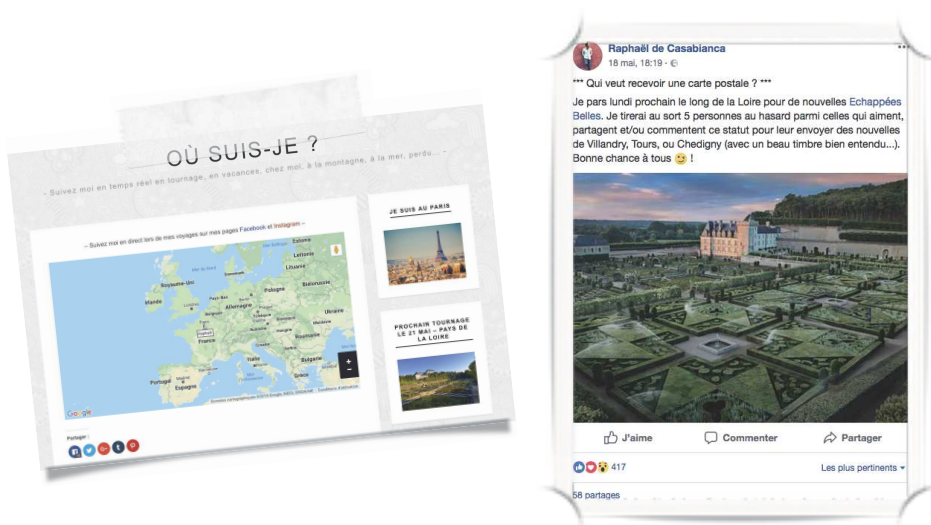 OÙ SUIS-JE ?
– Suivez moi en temps réel en tournage, en vacances, chez moi, à la montagne, à la mer, perdu... –
– Suivez moi en direct lors de mes voyages sur mes pages Facebook et Instagram –
Estonie
Lettonie
Lituanie
Royaume-Uni
Irlande
Pays-Bas
Pologne
Biélorussie
Allemagne
Belgique
Ukraine
France
Autriche
Hongrie
Moldavie
Roumanie
Croatie
Italie
Bulgarie
Portugal
Espagne
Grèce
Google
+
−
Partager :
JE SUIS AU PARIS
PROCHAIN TOURNAGE
LE 21 MAI – PAYS DE
LA LOIRE
Raphaël de Casabianca
18 mai, 18:19 ·
*** Qui veut recevoir une carte postale ? ***
Je pars lundi prochain le long de la Loire pour de nouvelles Echappées
Belles. Je tirerai au sort 5 personnes au hasard parmi celles qui aiment,
partagent et/ou commentent ce statut pour leur envoyer des nouvelles
de Villandry, Tours, ou Chedigny (avec un beau timbre bien entendu...).
Bonne chance à tous 😉 !
J'aime
Commenter
Partager
417
Les plus pertinents
58 partages